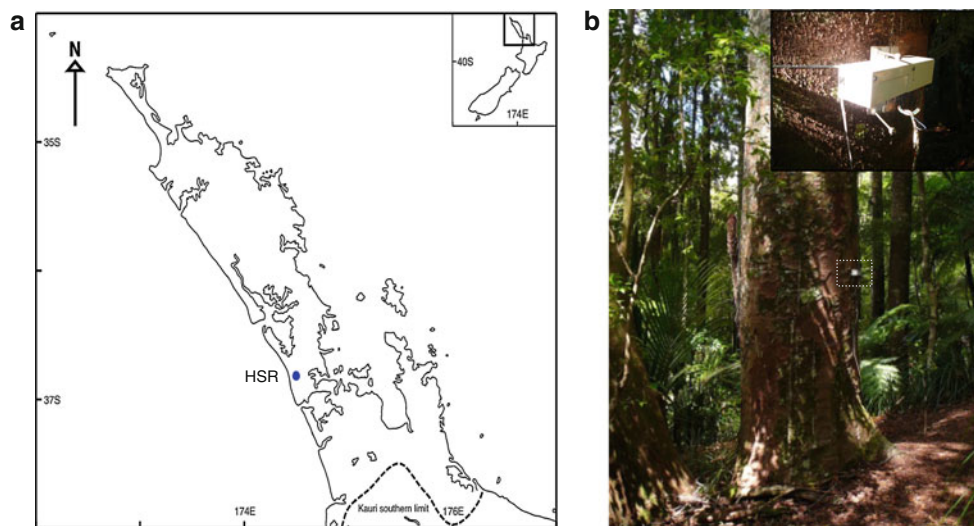 a
N
40S
174E
35S
HSR
37S
174E
Kauri southern limit
176E
b